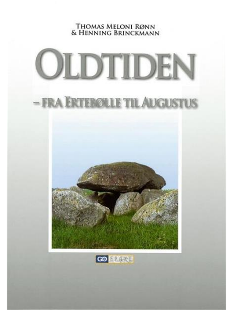 Thomas Meloni Rønn
& Henning Brinckmann
Oldtiden
– fra Ertebølle til Augustus